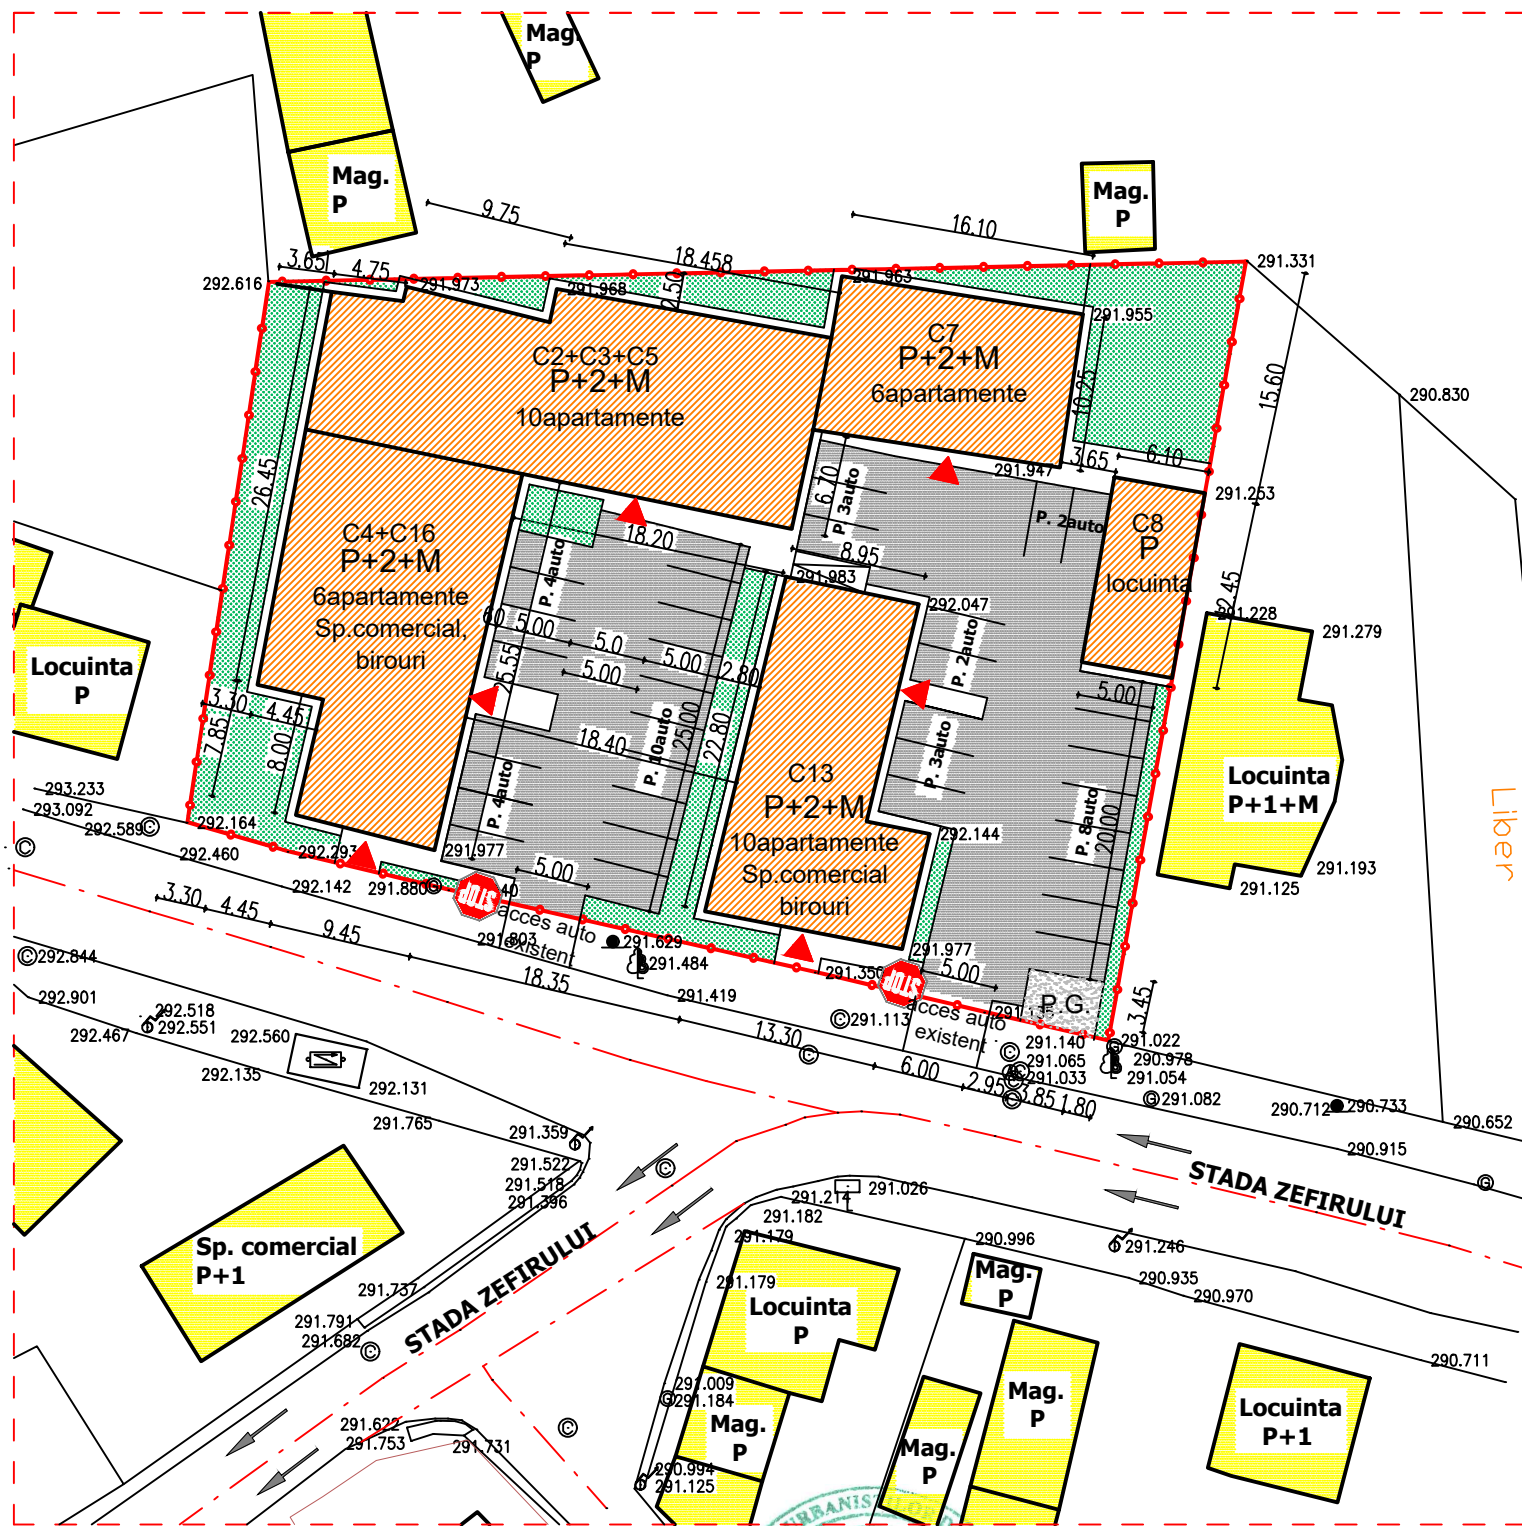 Mag.
P
Mag.
P
Mag.
P
9.75
16.10
18.458
3.65
4.75
2.50
292.616
291.973
291.968
291.963
291.331
291.955
C2+C3+C5
P+2+M
10apartamente
C7
P+2+M
6apartamente
10.25
15.60
290.830
26.45
3.65
6.10
291.947
291.253
6.70
P. 3auto
P. 2auto
C8
P
locuinta
C4+C16
P+2+M
6apartamente
Sp.comercial,
birouri
18.20
8.95
291.983
292.047
P. 4auto
60
5.00
5.0
5.00
5.00
25.55
2.80
P. 2auto
2.45
291.228
291.279
5.00
Locuinta
P
3.30
4.45
7.85
8.00
18.40
P. 10auto
25.00
22.80
P. 3auto
C13
P+2+M
10apartamente
Sp.comercial
birouri
P. 8auto
20.00
Locuinta
P+1+M
Liber
293.233
293.092
292.589
292.164
292.460
292.293
292.142
291.880
291.977
P. 4auto
5.00
STOP
292.144
291.193
291.125
3.30
4.45
9.45
18.35
acces auto
existent
291.803
291.629
291.484
291.419
291.350
291.977
STOP
5.00
P.G.
3.45
acces auto
existent
292.844
292.901
292.518
292.551
292.467
292.560
292.135
292.131
291.765
291.113
13.30
6.00
2.95
3.85
1.80
291.140
291.065
291.033
291.022
290.978
291.054
291.082
290.712
290.733
290.652
290.915
291.359
291.522
291.518
291.396
STADA ZEFIRULUI
291.214
291.026
291.182
291.179
291.179
290.996
291.246
290.935
290.970
290.711
Sp. comercial
P+1
291.737
291.791
291.682
STADA ZEFIRULUI
Locuinta
P
Mag.
P
291.009
291.184
Mag.
P
Mag.
P
Mag.
P
Locuinta
P+1
291.622
291.753
291.731
290.994
291.125